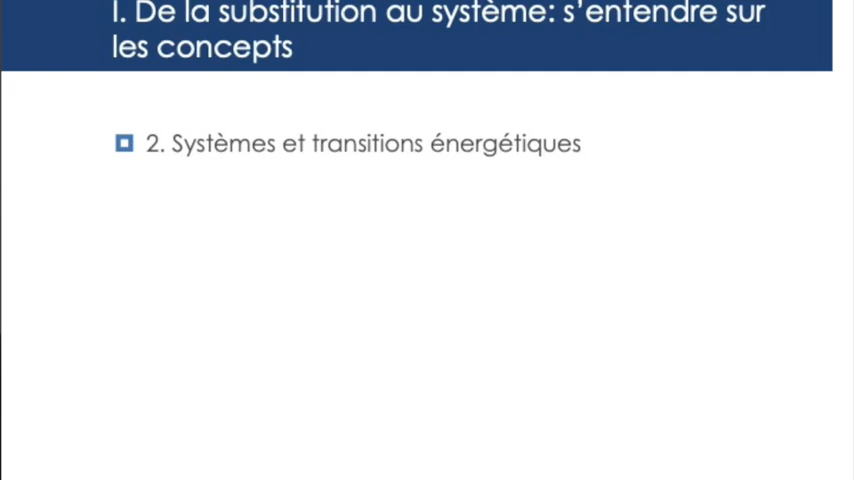 I. De la substitution au système: s’entendre sur
les concepts
2. Systèmes et transitions énergétiques